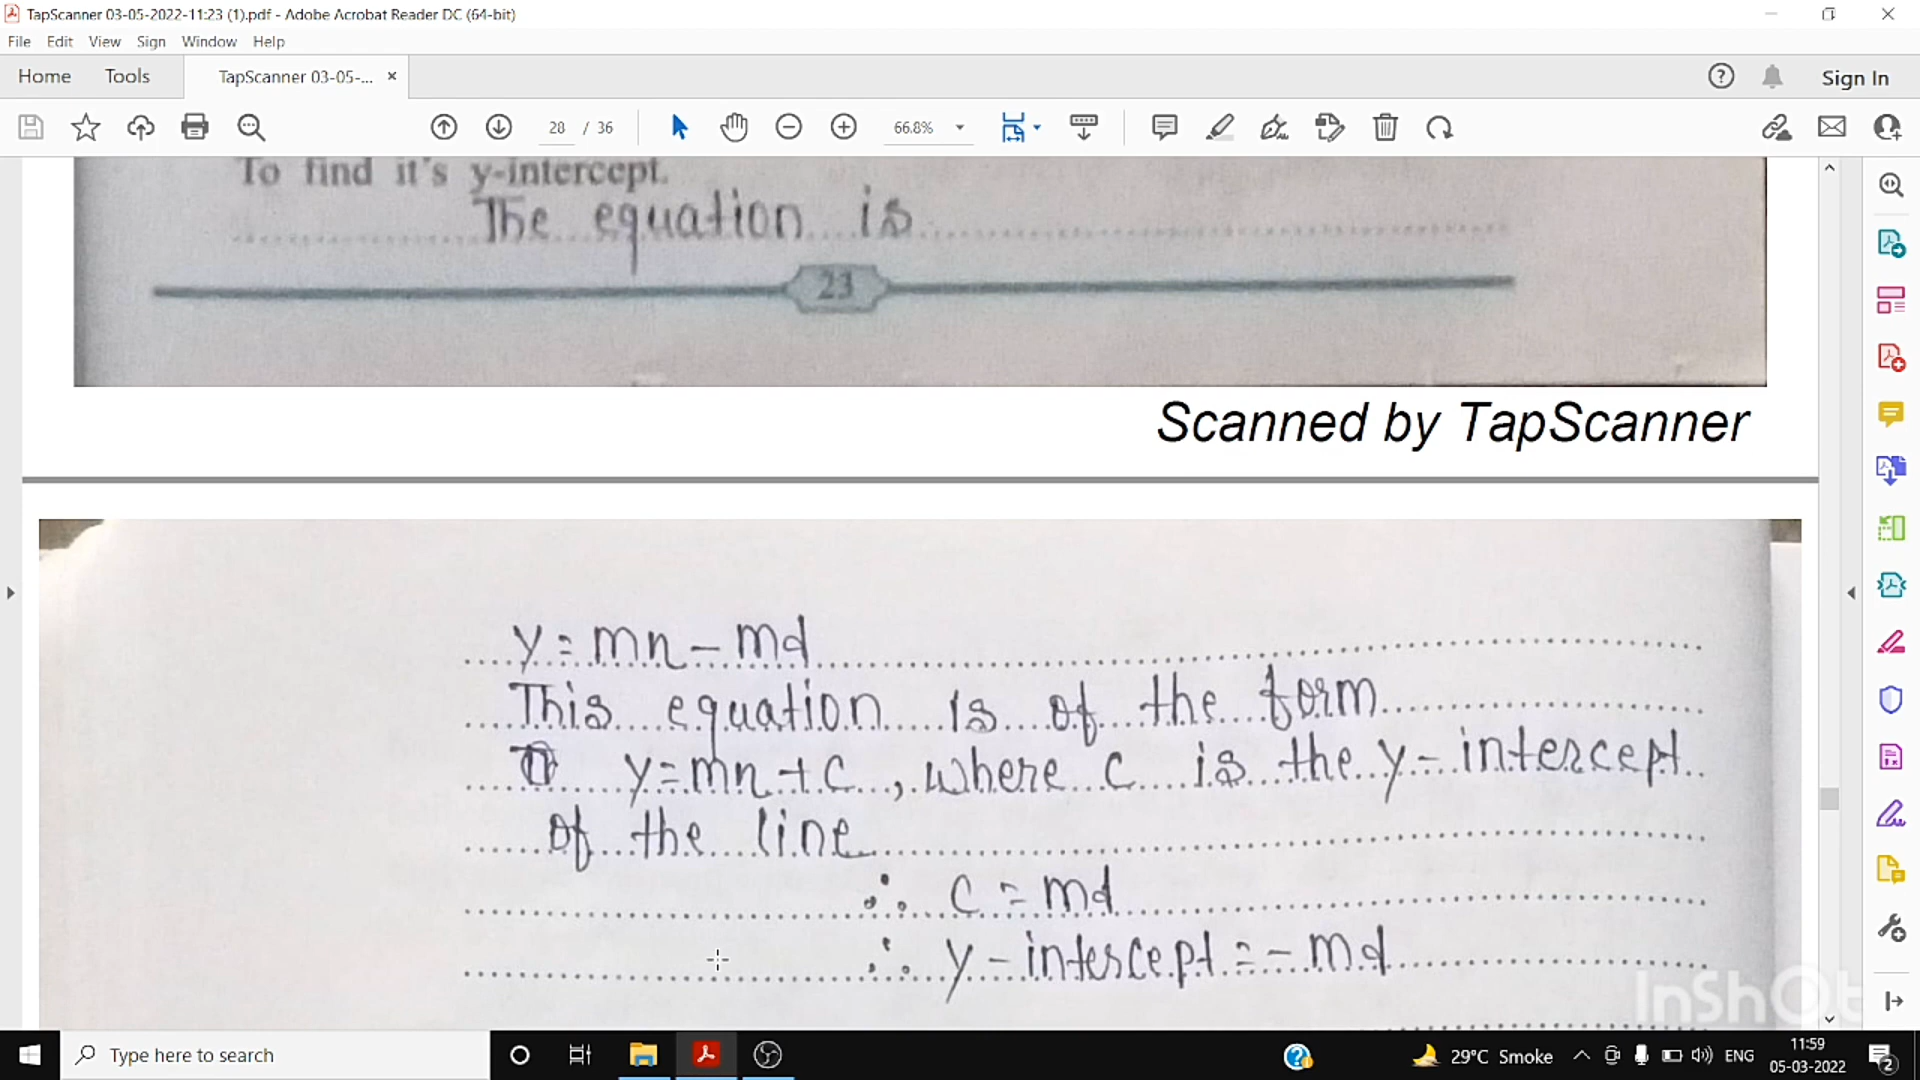 TapScanner 03-05-2022-11:23 (1).pdf - Adobe Acrobat Reader DC (64-bit)
File Edit View Sign Window Help
Home Tools TapScanner 03-05-... × Sign In
28 / 36 66.8%
To find it's y-intercept.
The equation is
23
Scanned by TapScanner
y = mn - md
This equation is of the form
y = mn + c, where c is the y-intercept
of the line
∴ c = md
∴ y-intercept = - md
InShOt
Type here to search
29°C Smoke ENG
11:59
05-03-2022
2